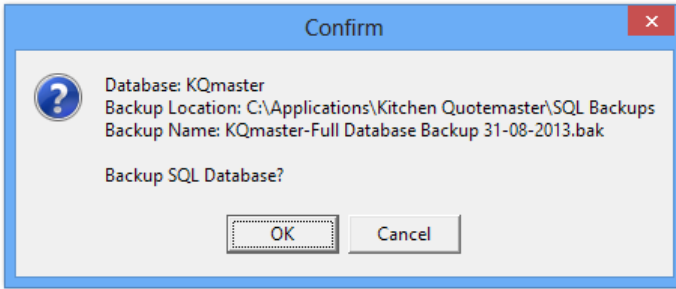 Confirm
Database: KQmaster
Backup Location: C:\Applications\Kitchen Quotemaster\SQL Backups
Backup Name: KQmaster-Full Database Backup 31-08-2013.bak
Backup SQL Database?
OK
Cancel